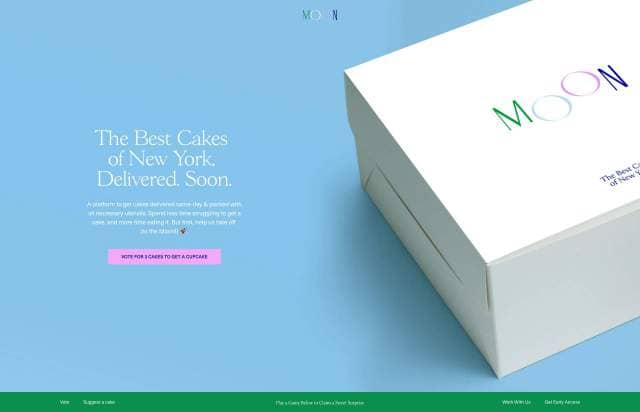 MOON
MOON
The Best Cakes
of New York
The Best Cakes
of New York,
Delivered. Soon.
A platform to get cakes delivered same-day & packed with
all necessary utensils. Spend less time struggling to get a
cake, and more time eating it. But first, help us take off
to the Moon!)
VOTE FOR 3 CAKES TO GET A CUPCAKE
Vote
Suggest a cake
Play a Game Below to Claim a Sweet Surprise
Work With Us
Get Early Access